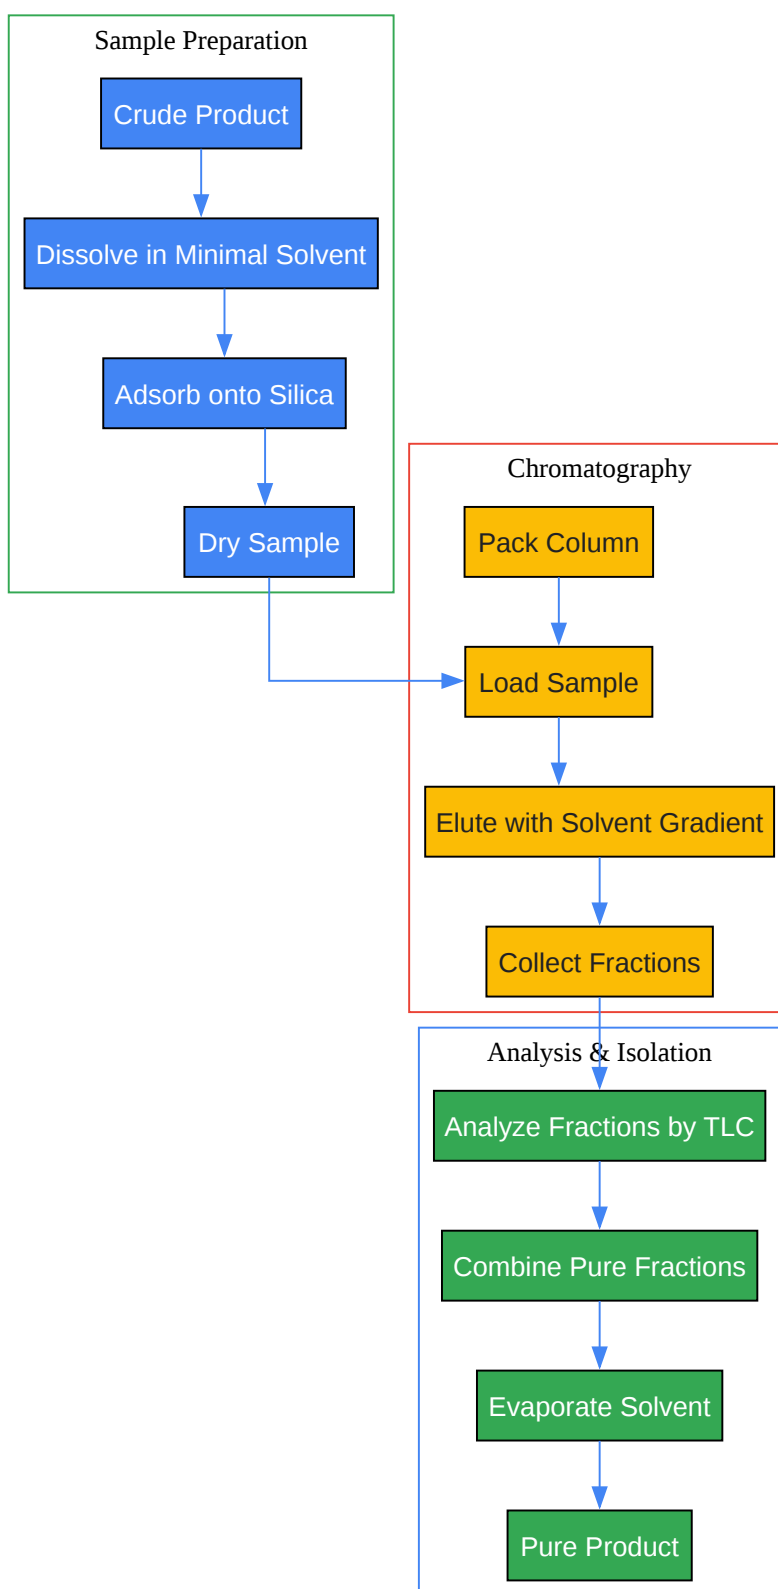 Sample Preparation
Crude Product
Dissolve in Minimal Solvent
Adsorb onto Silica
Dry Sample
Chromatography
Pack Column
Load Sample
Elute with Solvent Gradient
Collect Fractions
Analysis & Isolation
Analyze Fractions by TLC
Combine Pure Fractions
Evaporate Solvent
Pure Product